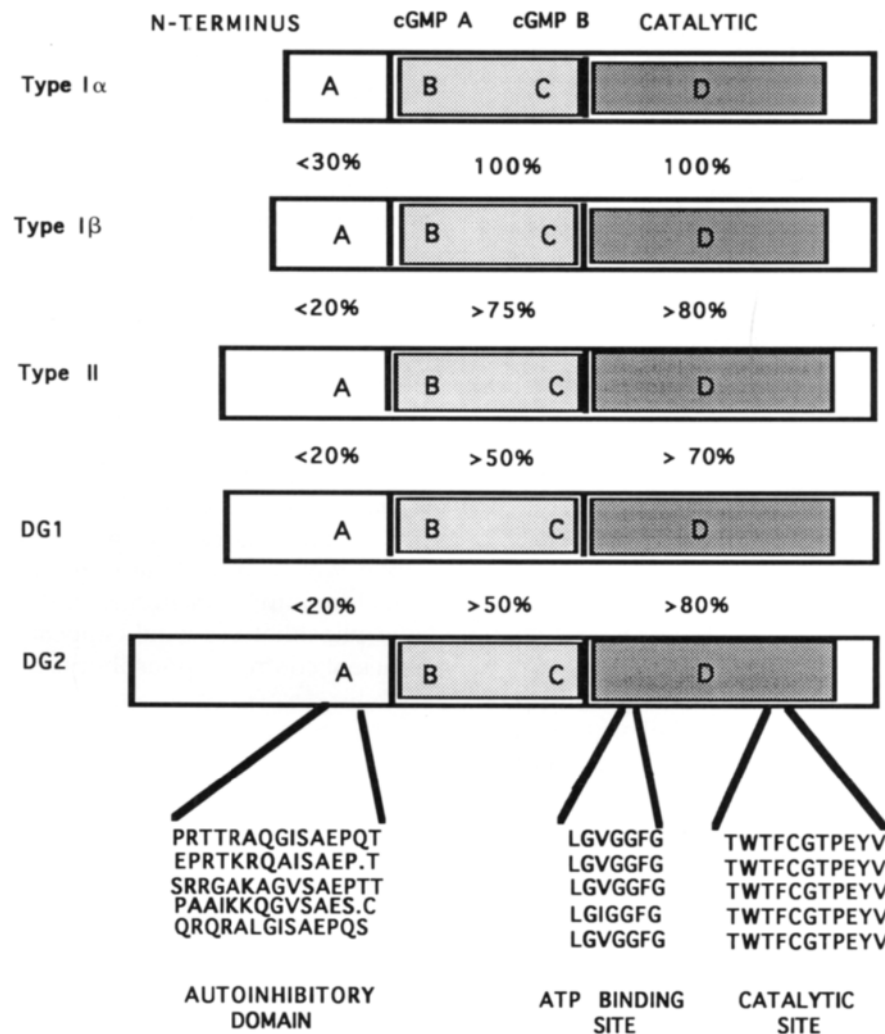 N-TERMINUS cGMP A cGMP B CATALYTIC
Type Iα A B C D
<30% 100% 100%
Type Iβ A B C D
<20% >75% >80%
Type II A B C D
<20% >50% > 70%
DG1 A B C D
<20% >50% >80%
DG2 A B C D
PRTTRAQGISAEPQT LGVGGFG TWTFCGTPEYV
EPRTKRQAISAEP.T LGVGGFG TWTFCGTPEYV
SRRGAKAGVSAEPTT LGVGGFG TWTFCGTPEYV
PAAIKKQGVSAES.C LGIGGFG TWTFCGTPEYV
QRQRALGISAEPQS LGVGGFG TWTFCGTPEYV
AUTOINHIBITORY ATP BINDING CATALYTIC
DOMAIN SITE SITE